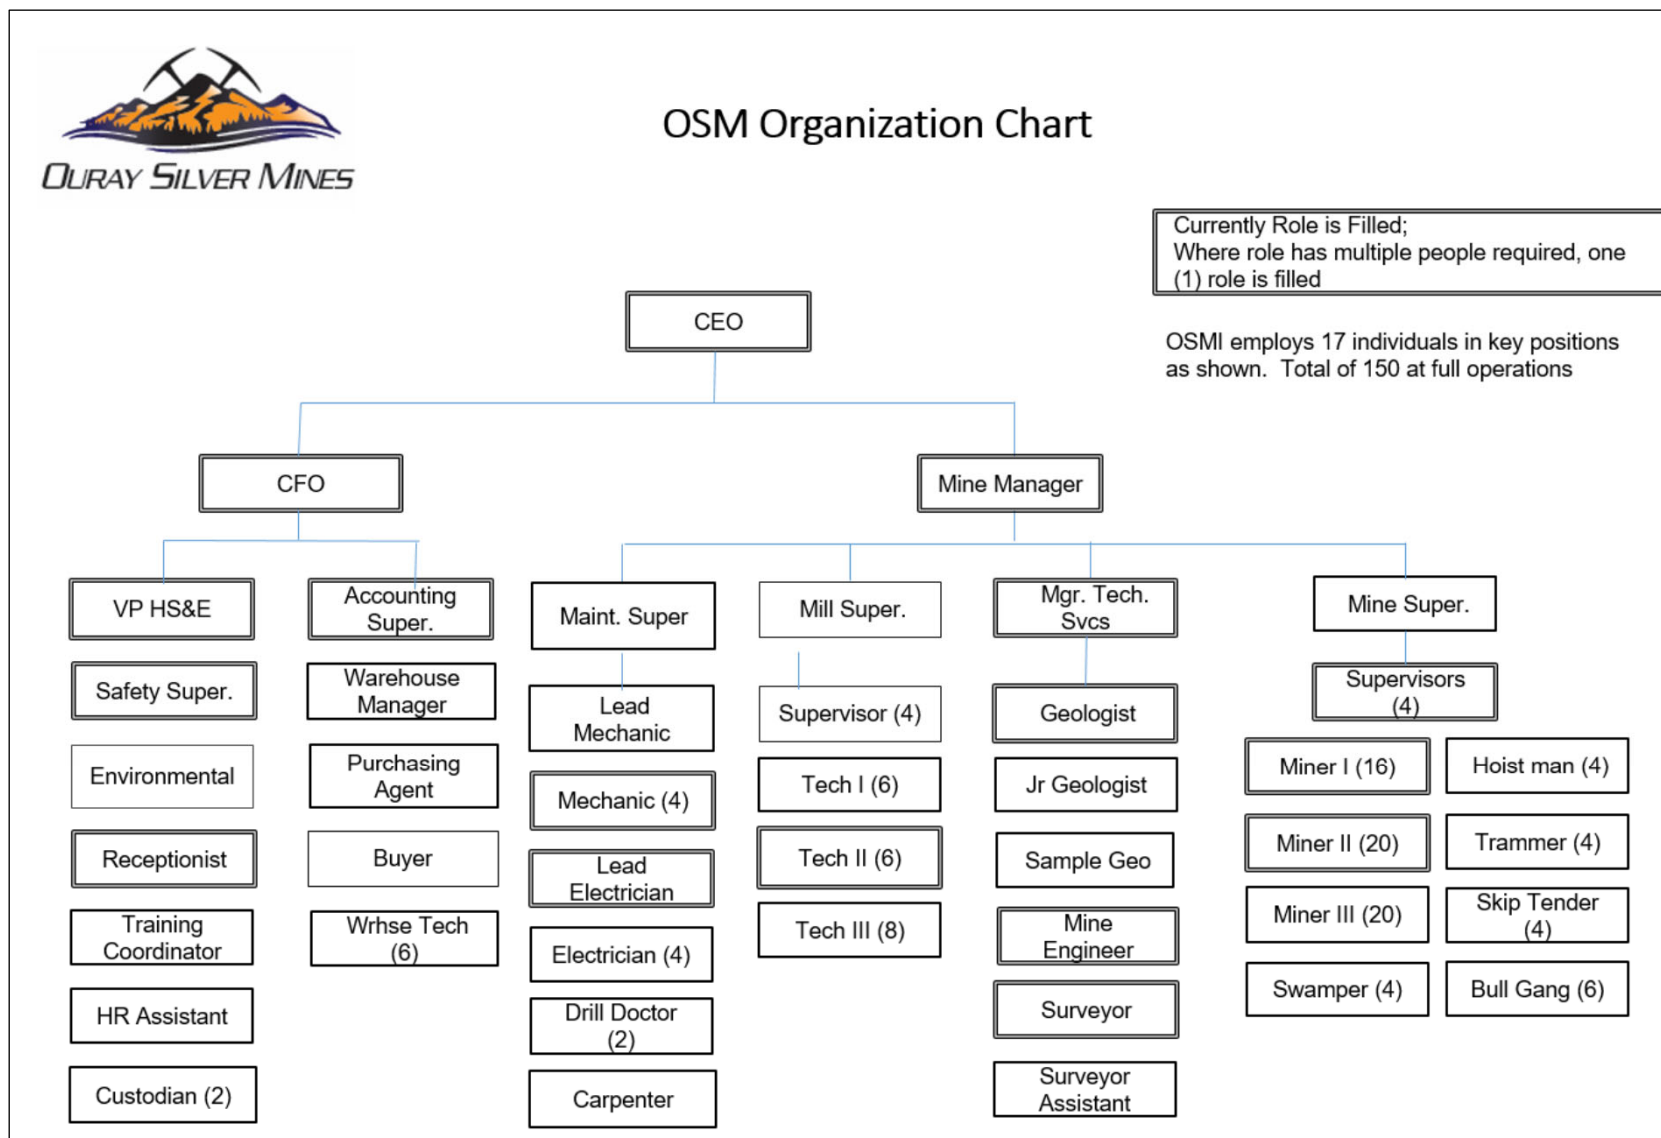 OURAY SILVER MINES
OSM Organization Chart
Currently Role is Filled;
Where role has multiple people required, one
(1) role is filled
OSMI employs 17 individuals in key positions
as shown.  Total of 150 at full operations
CEO
CFO
Mine Manager
VP HS&E
Safety Super.
Environmental
Receptionist
Training
Coordinator
HR Assistant
Custodian (2)
Accounting
Super.
Warehouse
Manager
Purchasing
Agent
Buyer
Wrhse Tech
(6)
Maint. Super
Lead
Mechanic
Mechanic (4)
Lead
Electrician
Electrician (4)
Drill Doctor
(2)
Carpenter
Mill Super.
Supervisor (4)
Tech I (6)
Tech II (6)
Tech III (8)
Mgr. Tech.
Svcs
Geologist
Jr Geologist
Sample Geo
Mine
Engineer
Surveyor
Surveyor
Assistant
Mine Super.
Supervisors
(4)
Miner I (16)
Miner II (20)
Miner III (20)
Swamper (4)
Hoist man (4)
Trammer (4)
Skip Tender
(4)
Bull Gang (6)